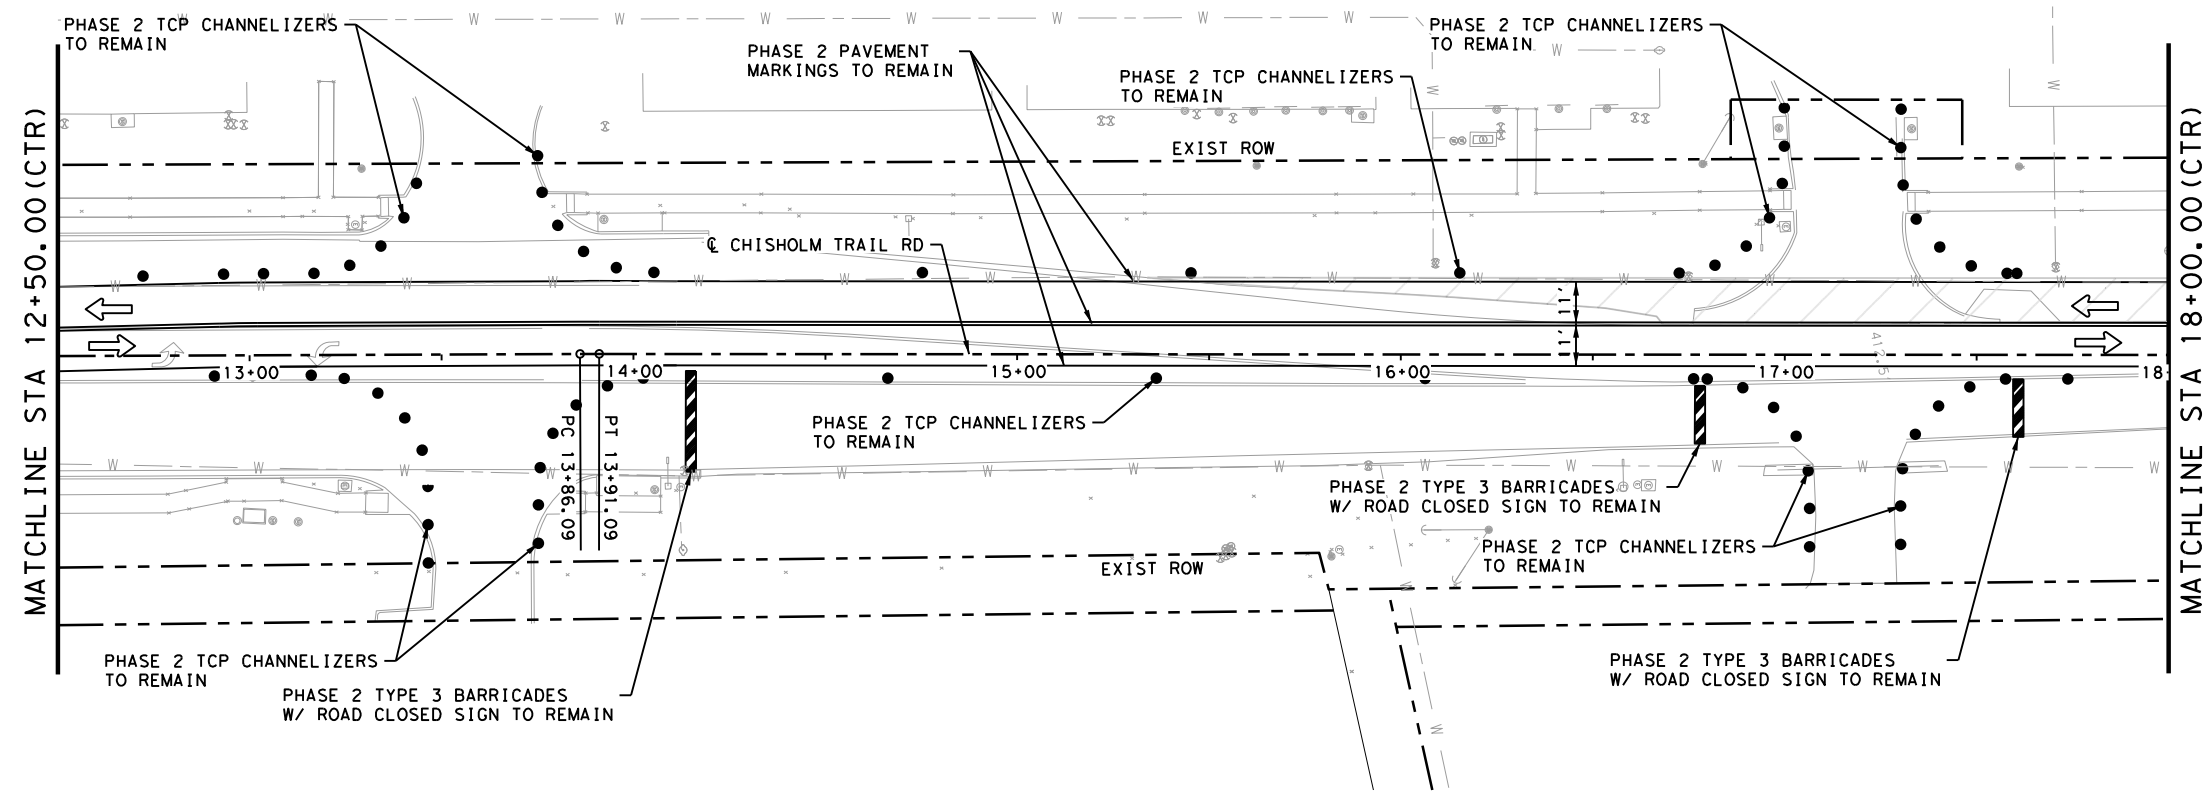 PHASE 2 TCP CHANNELIZERS
TO REMAIN
PHASE 2 PAVEMENT
MARKINGS TO REMAIN
PHASE 2 TCP CHANNELIZERS
TO REMAIN
PHASE 2 TCP CHANNELIZERS
TO REMAIN
EXIST ROW
℄ CHISHOLM TRAIL RD
MATCHLINE STA 12+50.00(CTR)
MATCHLINE STA 18+00.00(CTR)
11'
11'
13+00
14+00
15+00
16+00
17+00
18
PC 13+86.09
PT 13+91.09
PHASE 2 TCP CHANNELIZERS
TO REMAIN
PHASE 2 TYPE 3 BARRICADES
W/ ROAD CLOSED SIGN TO REMAIN
PHASE 2 TCP CHANNELIZERS
TO REMAIN
EXIST ROW
PHASE 2 TCP CHANNELIZERS
TO REMAIN
PHASE 2 TYPE 3 BARRICADES
W/ ROAD CLOSED SIGN TO REMAIN
PHASE 2 TYPE 3 BARRICADES
W/ ROAD CLOSED SIGN TO REMAIN